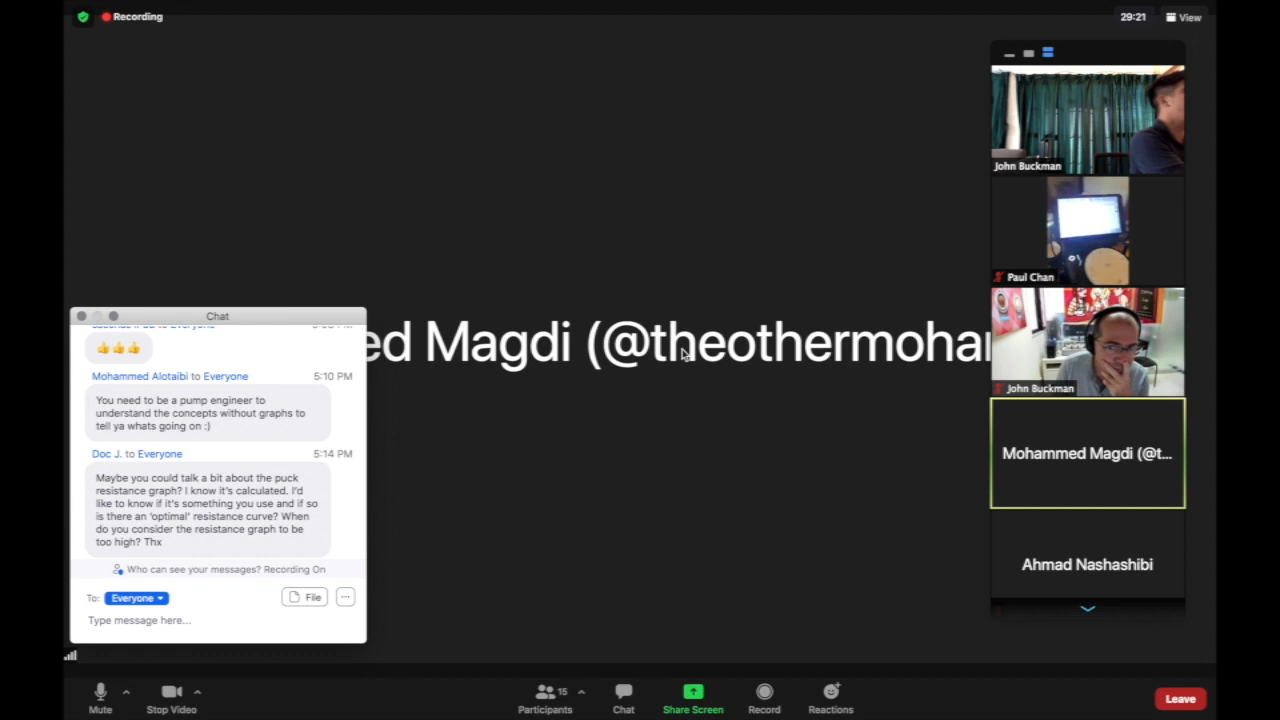 Recording
29:21
View
John Buckman
Paul Chan
John Buckman
Mohammed Magdi (@t...
Ahmad Nashashibi
ed Magdi (@theothermohar
Chat
to Everyone
👍👍👍
Mohammed Alotaibi to Everyone
5:10 PM
You need to be a pump engineer to
understand the concepts without graphs to
tell ya whats going on :)
Doc J. to Everyone
5:14 PM
Maybe you could talk a bit about the puck
resistance graph? I know it's calculated. I'd
like to know if it's something you use and if so
is there an 'optimal' resistance curve? When
do you consider the resistance graph to be
too high? Thx
Who can see your messages? Recording On
To: Everyone
File
Type message here...
Mute
Stop Video
15
Participants
Chat
Share Screen
Record
Reactions
Leave